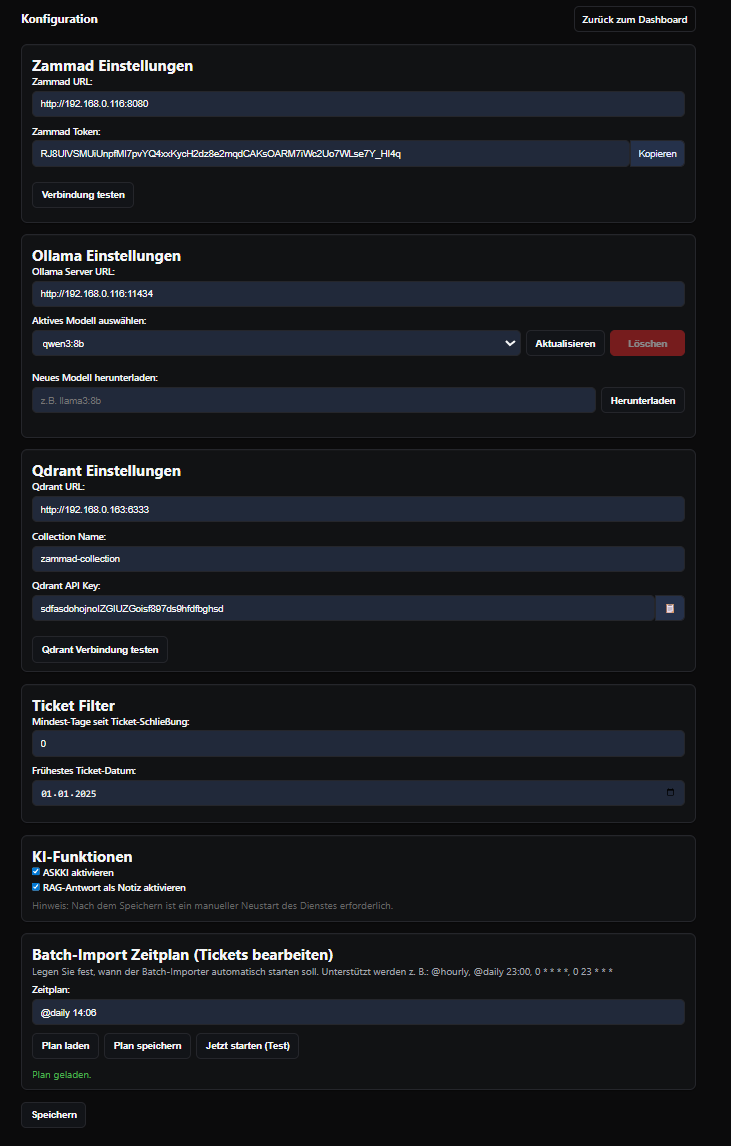 Konfiguration
Zurück zum Dashboard
Zammad Einstellungen
Zammad URL:
http://192.168.0.116:8080
Zammad Token:
Kopieren
Verbindung testen
Ollama Einstellungen
Ollama Server URL:
http://192.168.0.116:11434
Aktives Modell auswählen:
qwen3:8b
Aktualisieren
Löschen
Neues Modell herunterladen:
z.B. llama3:8b
Herunterladen
Qdrant Einstellungen
Qdrant URL:
http://192.168.0.163:6333
Collection Name:
zammad-collection
Qdrant API Key:
Qdrant Verbindung testen
Ticket Filter
Mindest-Tage seit Ticket-Schließung:
0
Frühestes Ticket-Datum:
01.01.2025
KI-Funktionen
ASKKI aktivieren
RAG-Antwort als Notiz aktivieren
Hinweis: Nach dem Speichern ist ein manueller Neustart des Dienstes erforderlich.
Batch-Import Zeitplan (Tickets bearbeiten)
Legen Sie fest, wann der Batch-Importer automatisch starten soll. Unterstützt werden z. B.: @hourly, @daily 23:00, 0 * * * *, 0 23 * * *
Zeitplan:
@daily 14:06
Plan laden
Plan speichern
Jetzt starten (Test)
Plan geladen.
Speichern